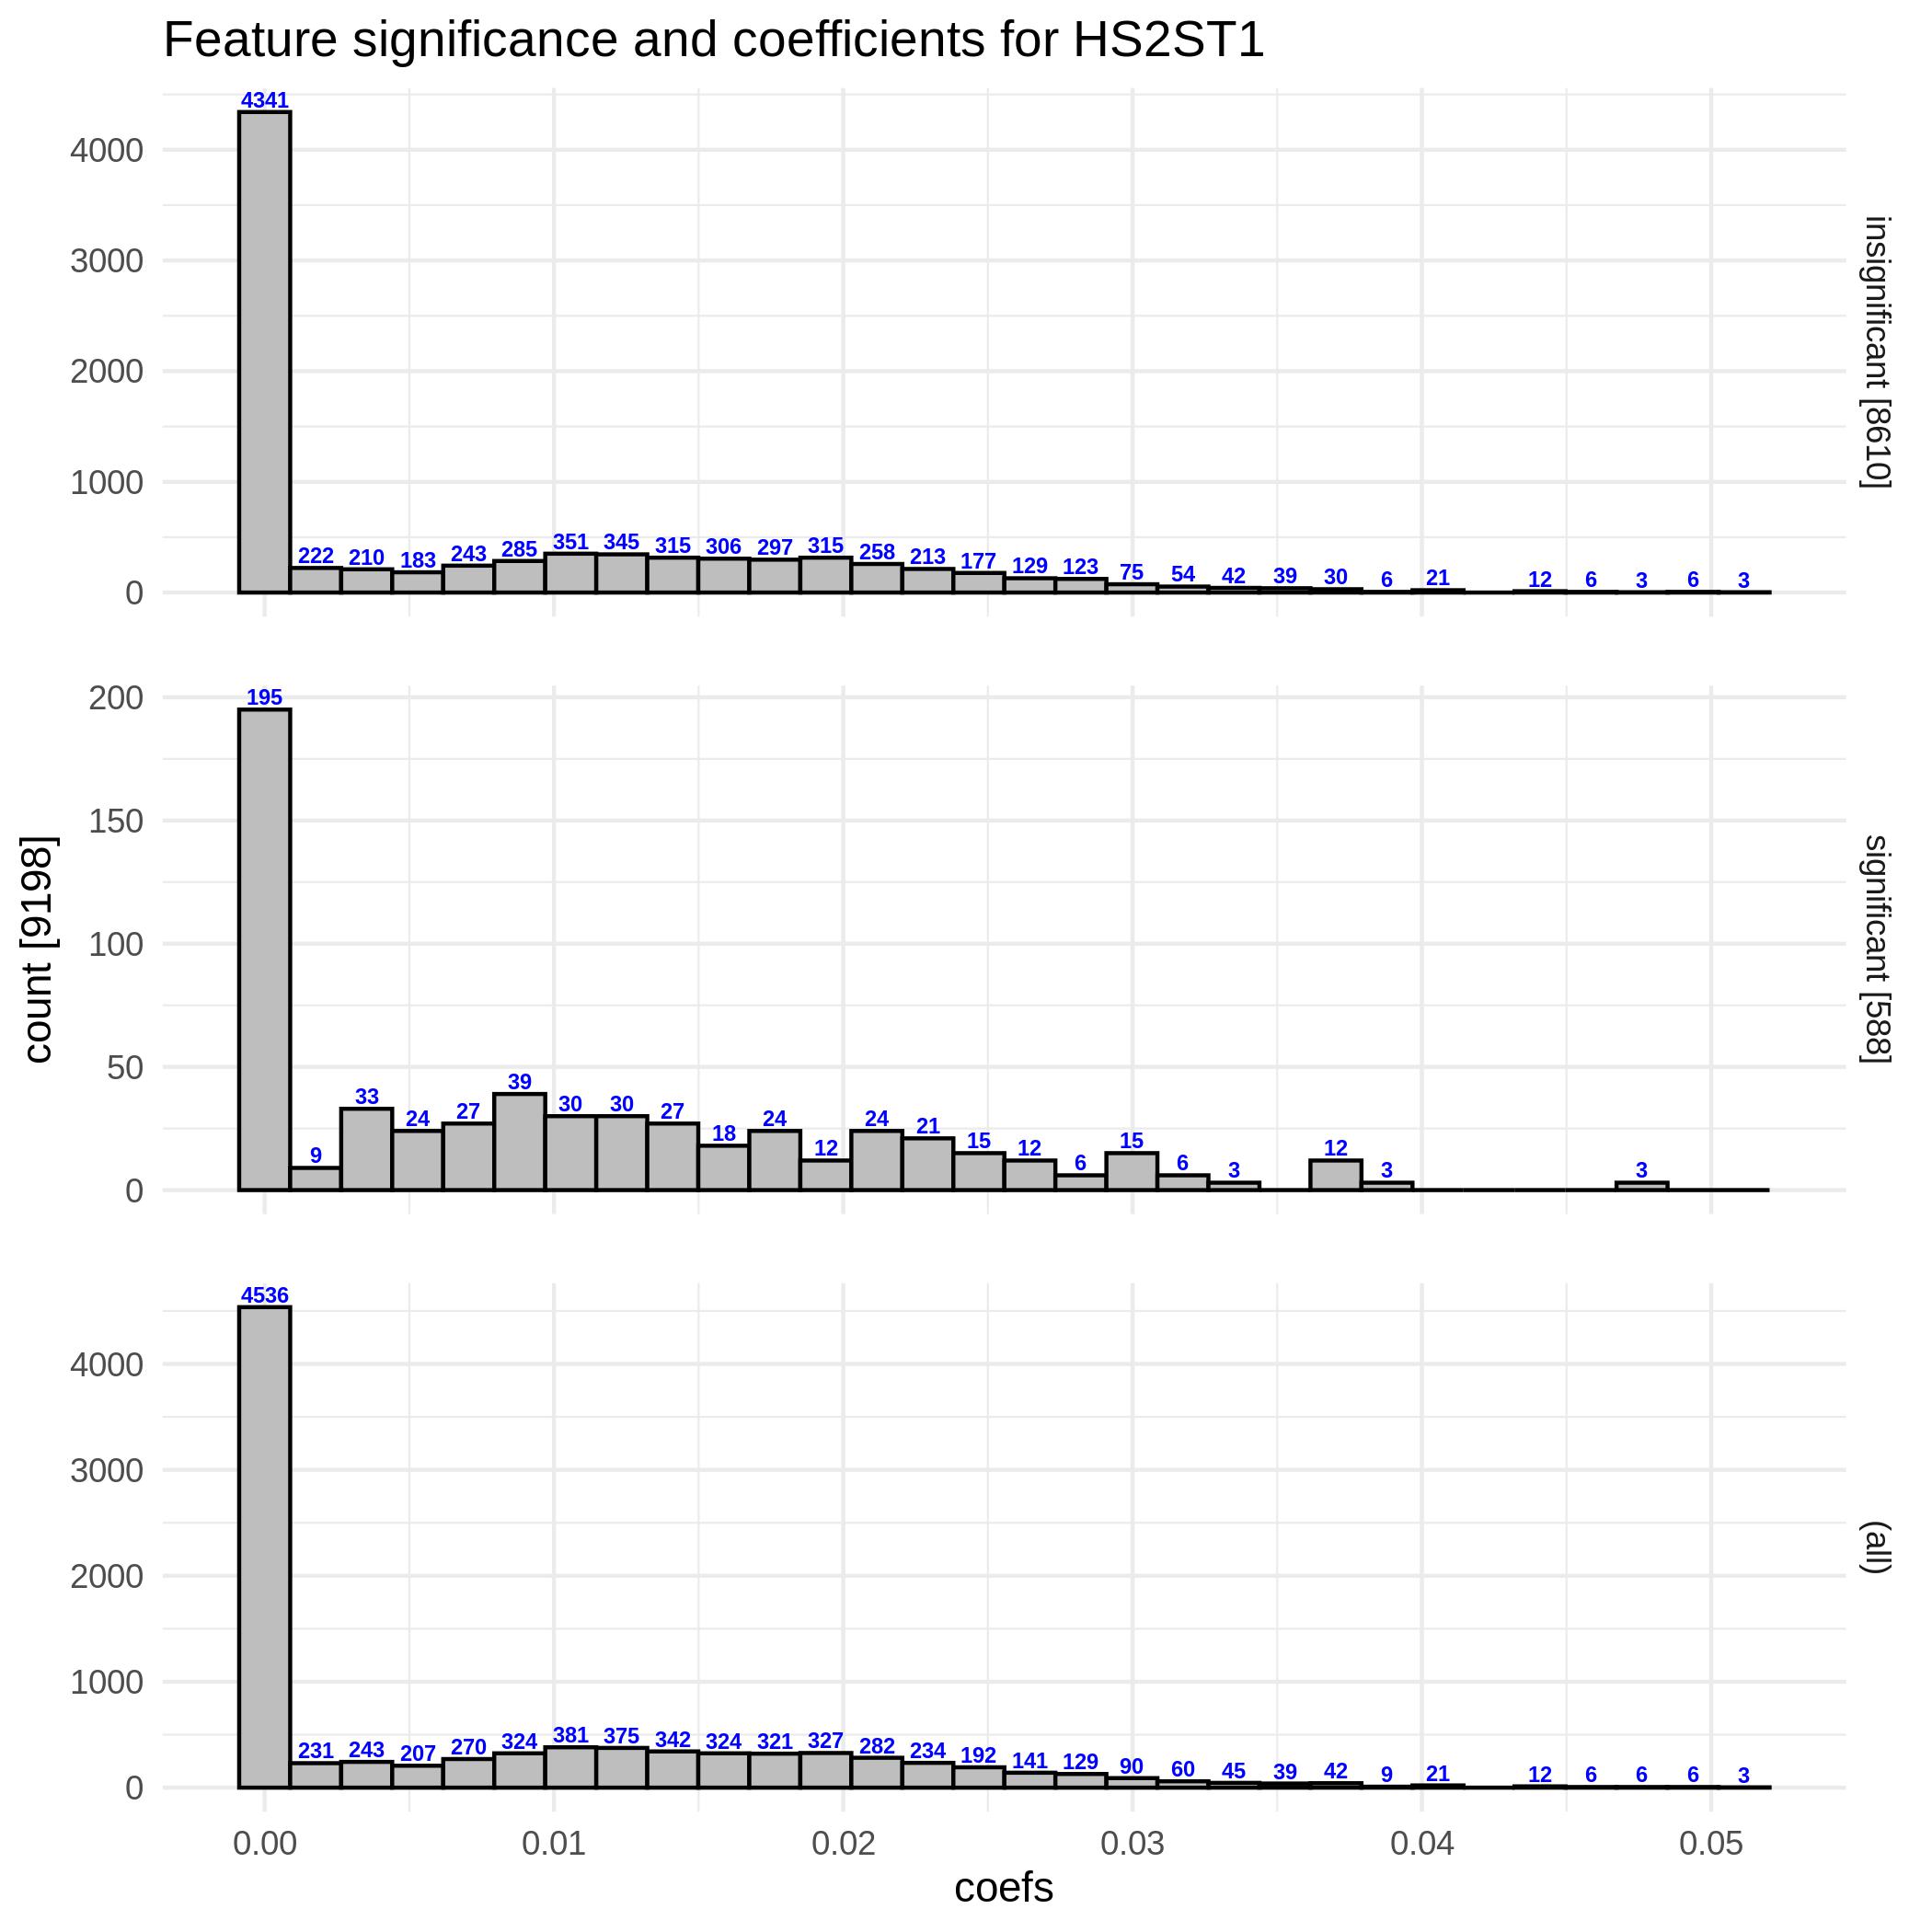 Feature significance and coefficients for HS2ST1
4341
4000
3000
2000
1000
0
222 210 183 243 285 351 345 315 306 297 315 258 213 177 129 123 75 54 42 39 30 6 21 12 6 3 6 3
insignificant [8610]
count [9198]
200
150
100
50
0
195
9 33 24 27 39 30 30 27 18 24 12 24 21 15 12 6 15 6 3 12 3 3
significant [588]
4536
4000
3000
2000
1000
0
231 243 207 270 324 381 375 342 324 321 327 282 234 192 141 129 90 60 45 39 42 9 21 12 6 6 6 3
(all)
0.00 0.01 0.02 0.03 0.04 0.05
coefs